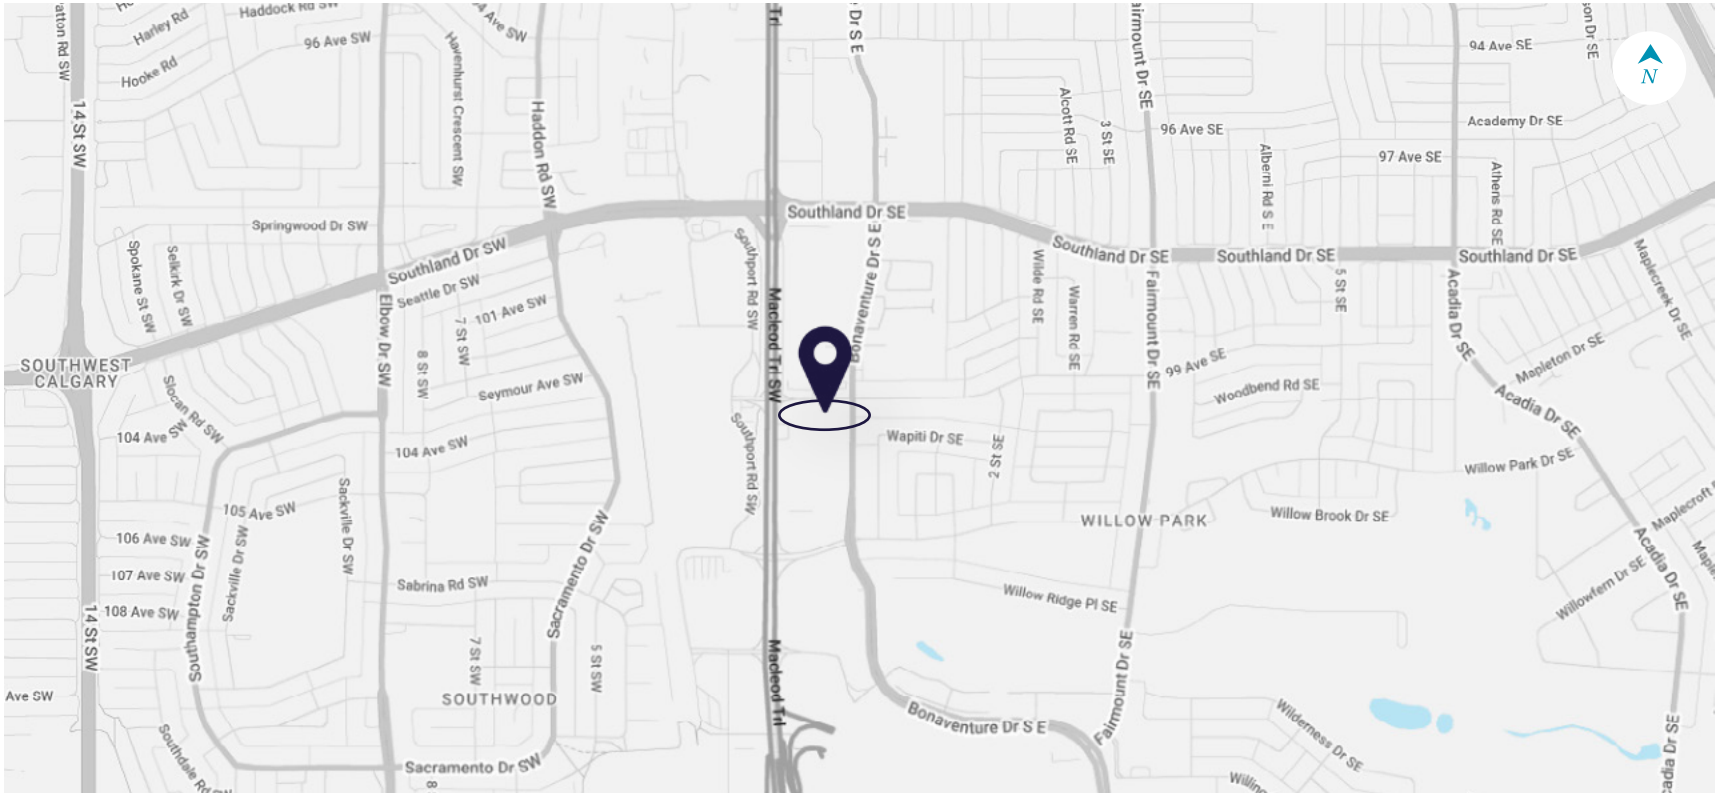 Tri
Dr S E
Harley Rd
Haddock Rd SW
94 Ave SW
Hooke Rd
96 Ave SW
Havenhurst Crescent SW
Haddon Rd SW
14 St SW
Fairmount Dr SE
94 Ave SE
N
Alcott Rd SE
3 St SE
96 Ave SE
Academy Dr SE
97 Ave SE
Alberni Rd S E
Athens Rd SE
Springwood Dr SW
Southland Dr SE
Southland Dr SW
Southland Dr SE
Southland Dr SE
Southland Dr SE
Spokane St SW
Selkirk Dr SW
Seattle Dr SW
101 Ave SW
7 St SW
8 St SW
Elbow Dr SW
Southport Rd SW
Macleod Trl SW
Bonaventure Dr S E
Wilde Rd SE
Warren Rd SE
Fairmount Dr SE
5 St SE
Acadia Dr SE
Maplecreek Dr SE
Mapleton Dr SE
99 Ave SE
Woodbend Rd SE
SOUTHWEST
CALGARY
Seymour Ave SW
Slocan Rd SW
104 Ave SW
104 Ave SW
Southport Rd SW
Wapiti Dr SE
2 St SE
Acadia Dr SE
Willow Park Dr SE
105 Ave SW
Sackville Dr SW
WILLOW PARK
Willow Brook Dr SE
106 Ave SW
107 Ave SW
108 Ave SW
Southampton Dr SW
Sackville Dr SW
Sabrina Rd SW
Sacramento Dr SW
Willow Ridge Pl SE
Willowfern Dr SE
Acadia Dr SE
14 St SW
7 St SW
5 St SW
Macleod Trl
Fairmount Dr SE
Ave SW
SOUTHWOOD
Bonaventure Dr S E
Wilderness Dr SE
Sacramento Dr SW
8